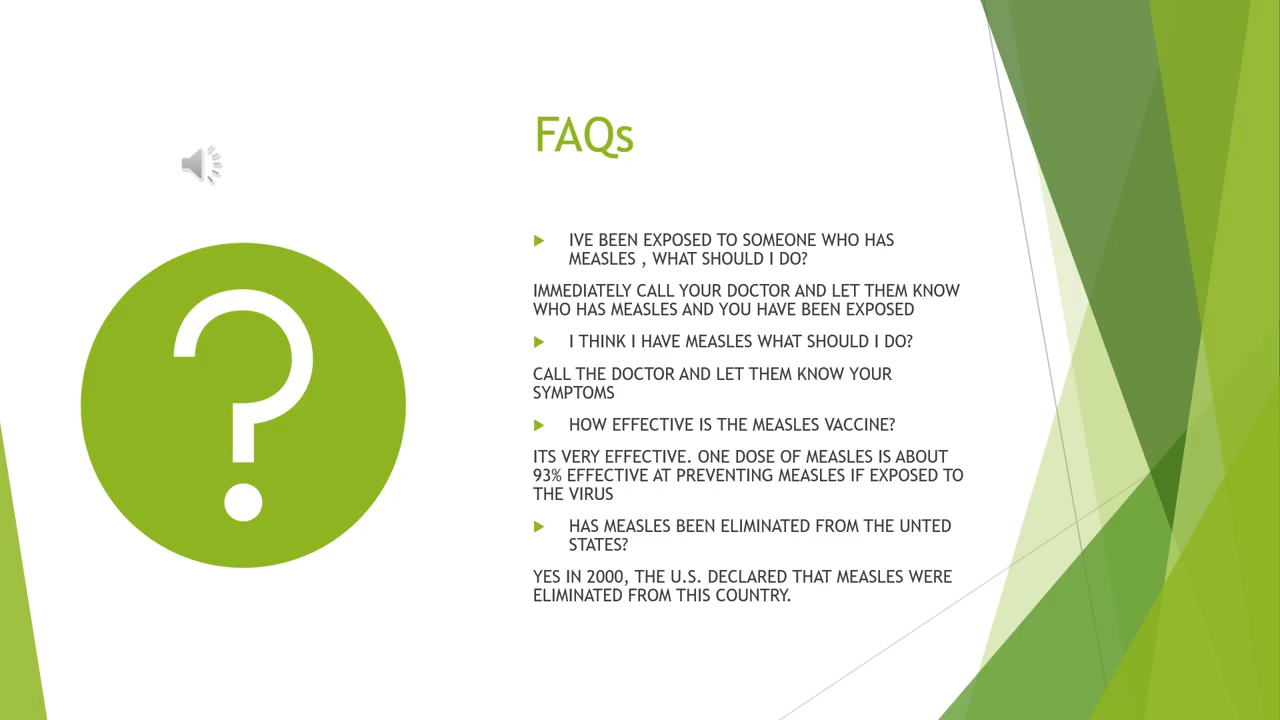 FAQs
IVE BEEN EXPOSED TO SOMEONE WHO HAS
MEASLES , WHAT SHOULD I DO?
IMMEDIATELY CALL YOUR DOCTOR AND LET THEM KNOW
WHO HAS MEASLES AND YOU HAVE BEEN EXPOSED
I THINK I HAVE MEASLES WHAT SHOULD I DO?
CALL THE DOCTOR AND LET THEM KNOW YOUR
SYMPTOMS
HOW EFFECTIVE IS THE MEASLES VACCINE?
ITS VERY EFFECTIVE. ONE DOSE OF MEASLES IS ABOUT
93% EFFECTIVE AT PREVENTING MEASLES IF EXPOSED TO
THE VIRUS
HAS MEASLES BEEN ELIMINATED FROM THE UNTED
STATES?
YES IN 2000, THE U.S. DECLARED THAT MEASLES WERE
ELIMINATED FROM THIS COUNTRY.